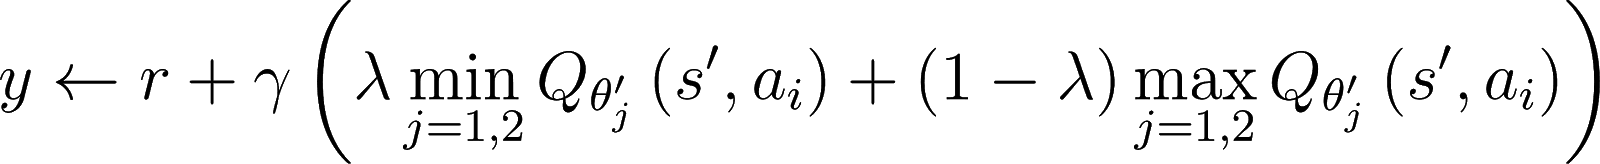 y ← r + γ ( λ min_{j=1,2} Q_{θ'_j} (s', a_i) + (1 − λ) max_{j=1,2} Q_{θ'_j} (s', a_i) )